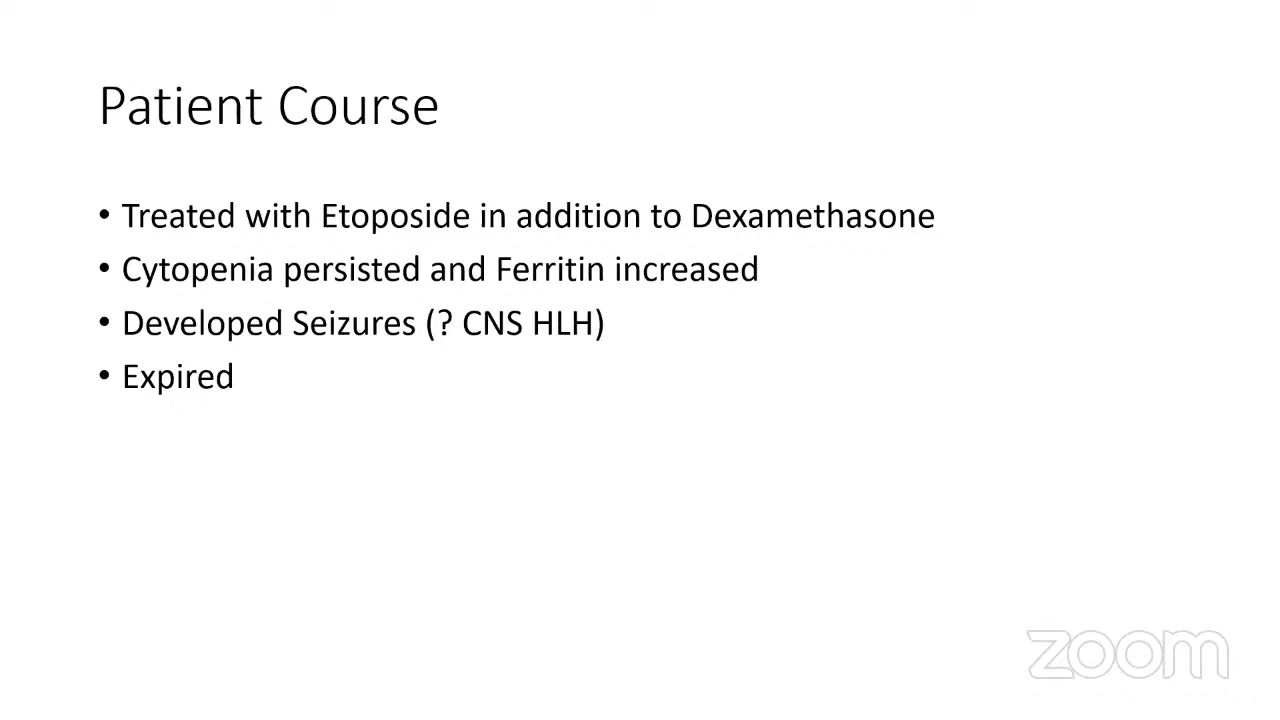 Patient Course
• Treated with Etoposide in addition to Dexamethasone
• Cytopenia persisted and Ferritin increased
• Developed Seizures (? CNS HLH)
• Expired
zoom